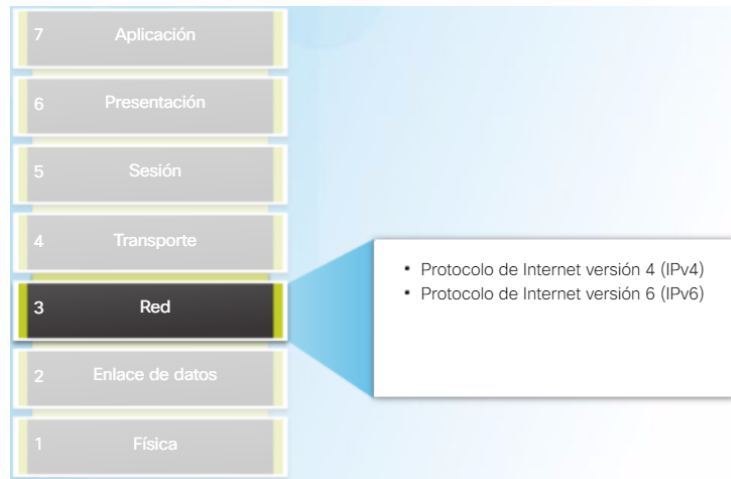 7 Aplicación
6 Presentación
5 Sesión
4 Transporte
3 Red
2 Enlace de datos
1 Física
• Protocolo de Internet versión 4 (IPv4)
• Protocolo de Internet versión 6 (IPv6)